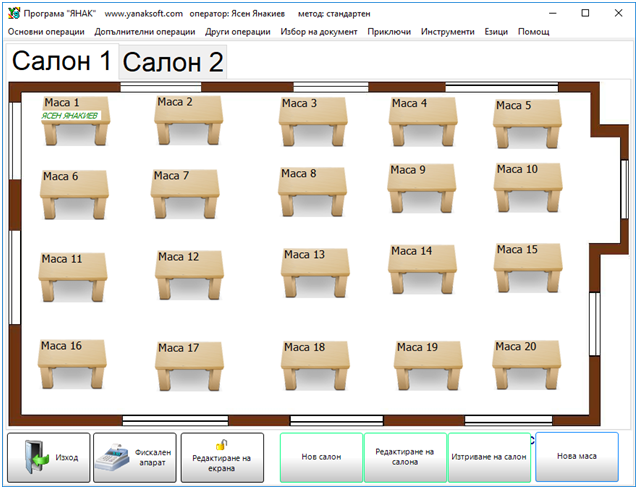 Програма "ЯНАК" www.yanaksoft.com оператор: Ясен Янакиев метод: стандартен
Основни операции Допълнителни операции Други операции Избор на документ Приключи Инструменти Езици Помощ
Салон 1 Салон 2
Маса 1 Маса 2 Маса 3 Маса 4 Маса 5
ЯСЕН ЯНАКИЕВ
Маса 6 Маса 7 Маса 8 Маса 9 Маса 10
Маса 11 Маса 12 Маса 13 Маса 14 Маса 15
Маса 16 Маса 17 Маса 18 Маса 19 Маса 20
Изход
Фискален
апарат
Редактиране на
екрана
Нов салон
Редактиране на
салона
Изтриване на салон
Нова маса